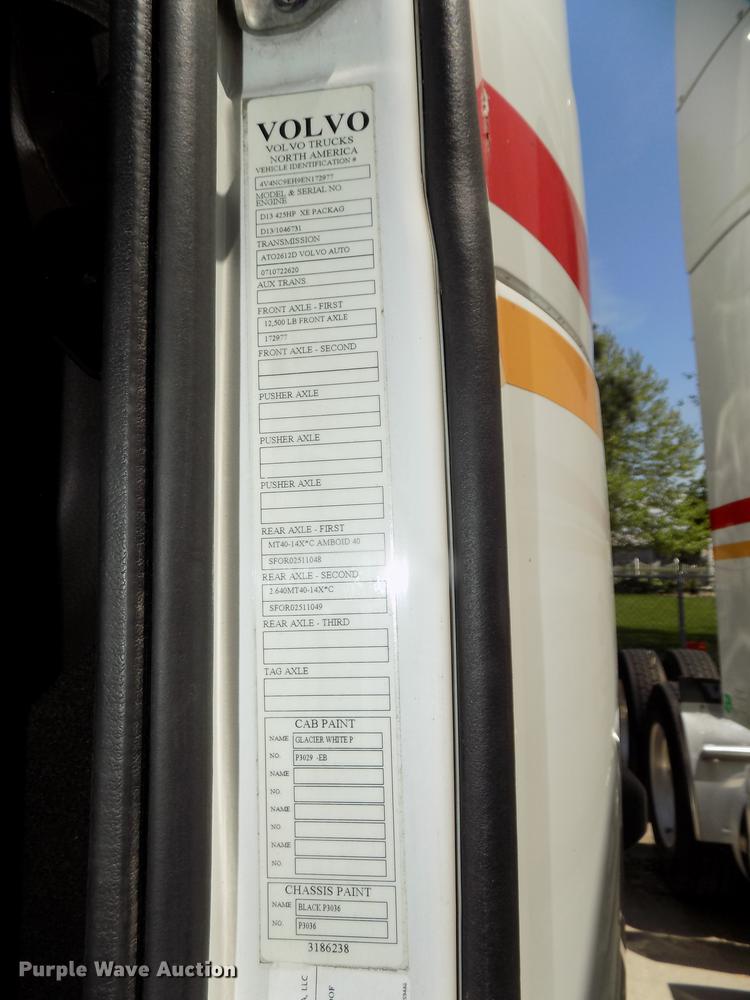 VOLVO
VOLVO TRUCKS
NORTH AMERICA
VEHICLE IDENTIFICATION #
4V4NC9EH9EN172977
MODEL & SERIAL NO
ENGINE
D13 425HP XE PACKAG
D13/1046731
TRANSMISSION
ATO2612D VOLVO AUTO
0710722620
AUX TRANS
FRONT AXLE - FIRST
12,500 LB FRONT AXLE
172977
FRONT AXLE - SECOND
PUSHER AXLE
PUSHER AXLE
PUSHER AXLE
REAR AXLE - FIRST
MT40-14X*C AMBOID 40
SFOR02511048
REAR AXLE - SECOND
2.640MT40-14X*C
SFOR02511049
REAR AXLE - THIRD
TAG AXLE
CAB PAINT
NAME GLACIER WHITE P
NO. P3029 -EB
NAME
NO.
NAME
NO.
NAME
NO.
CHASSIS PAINT
NAME BLACK P3036
NO. P3036
3186238
Purple Wave Auction